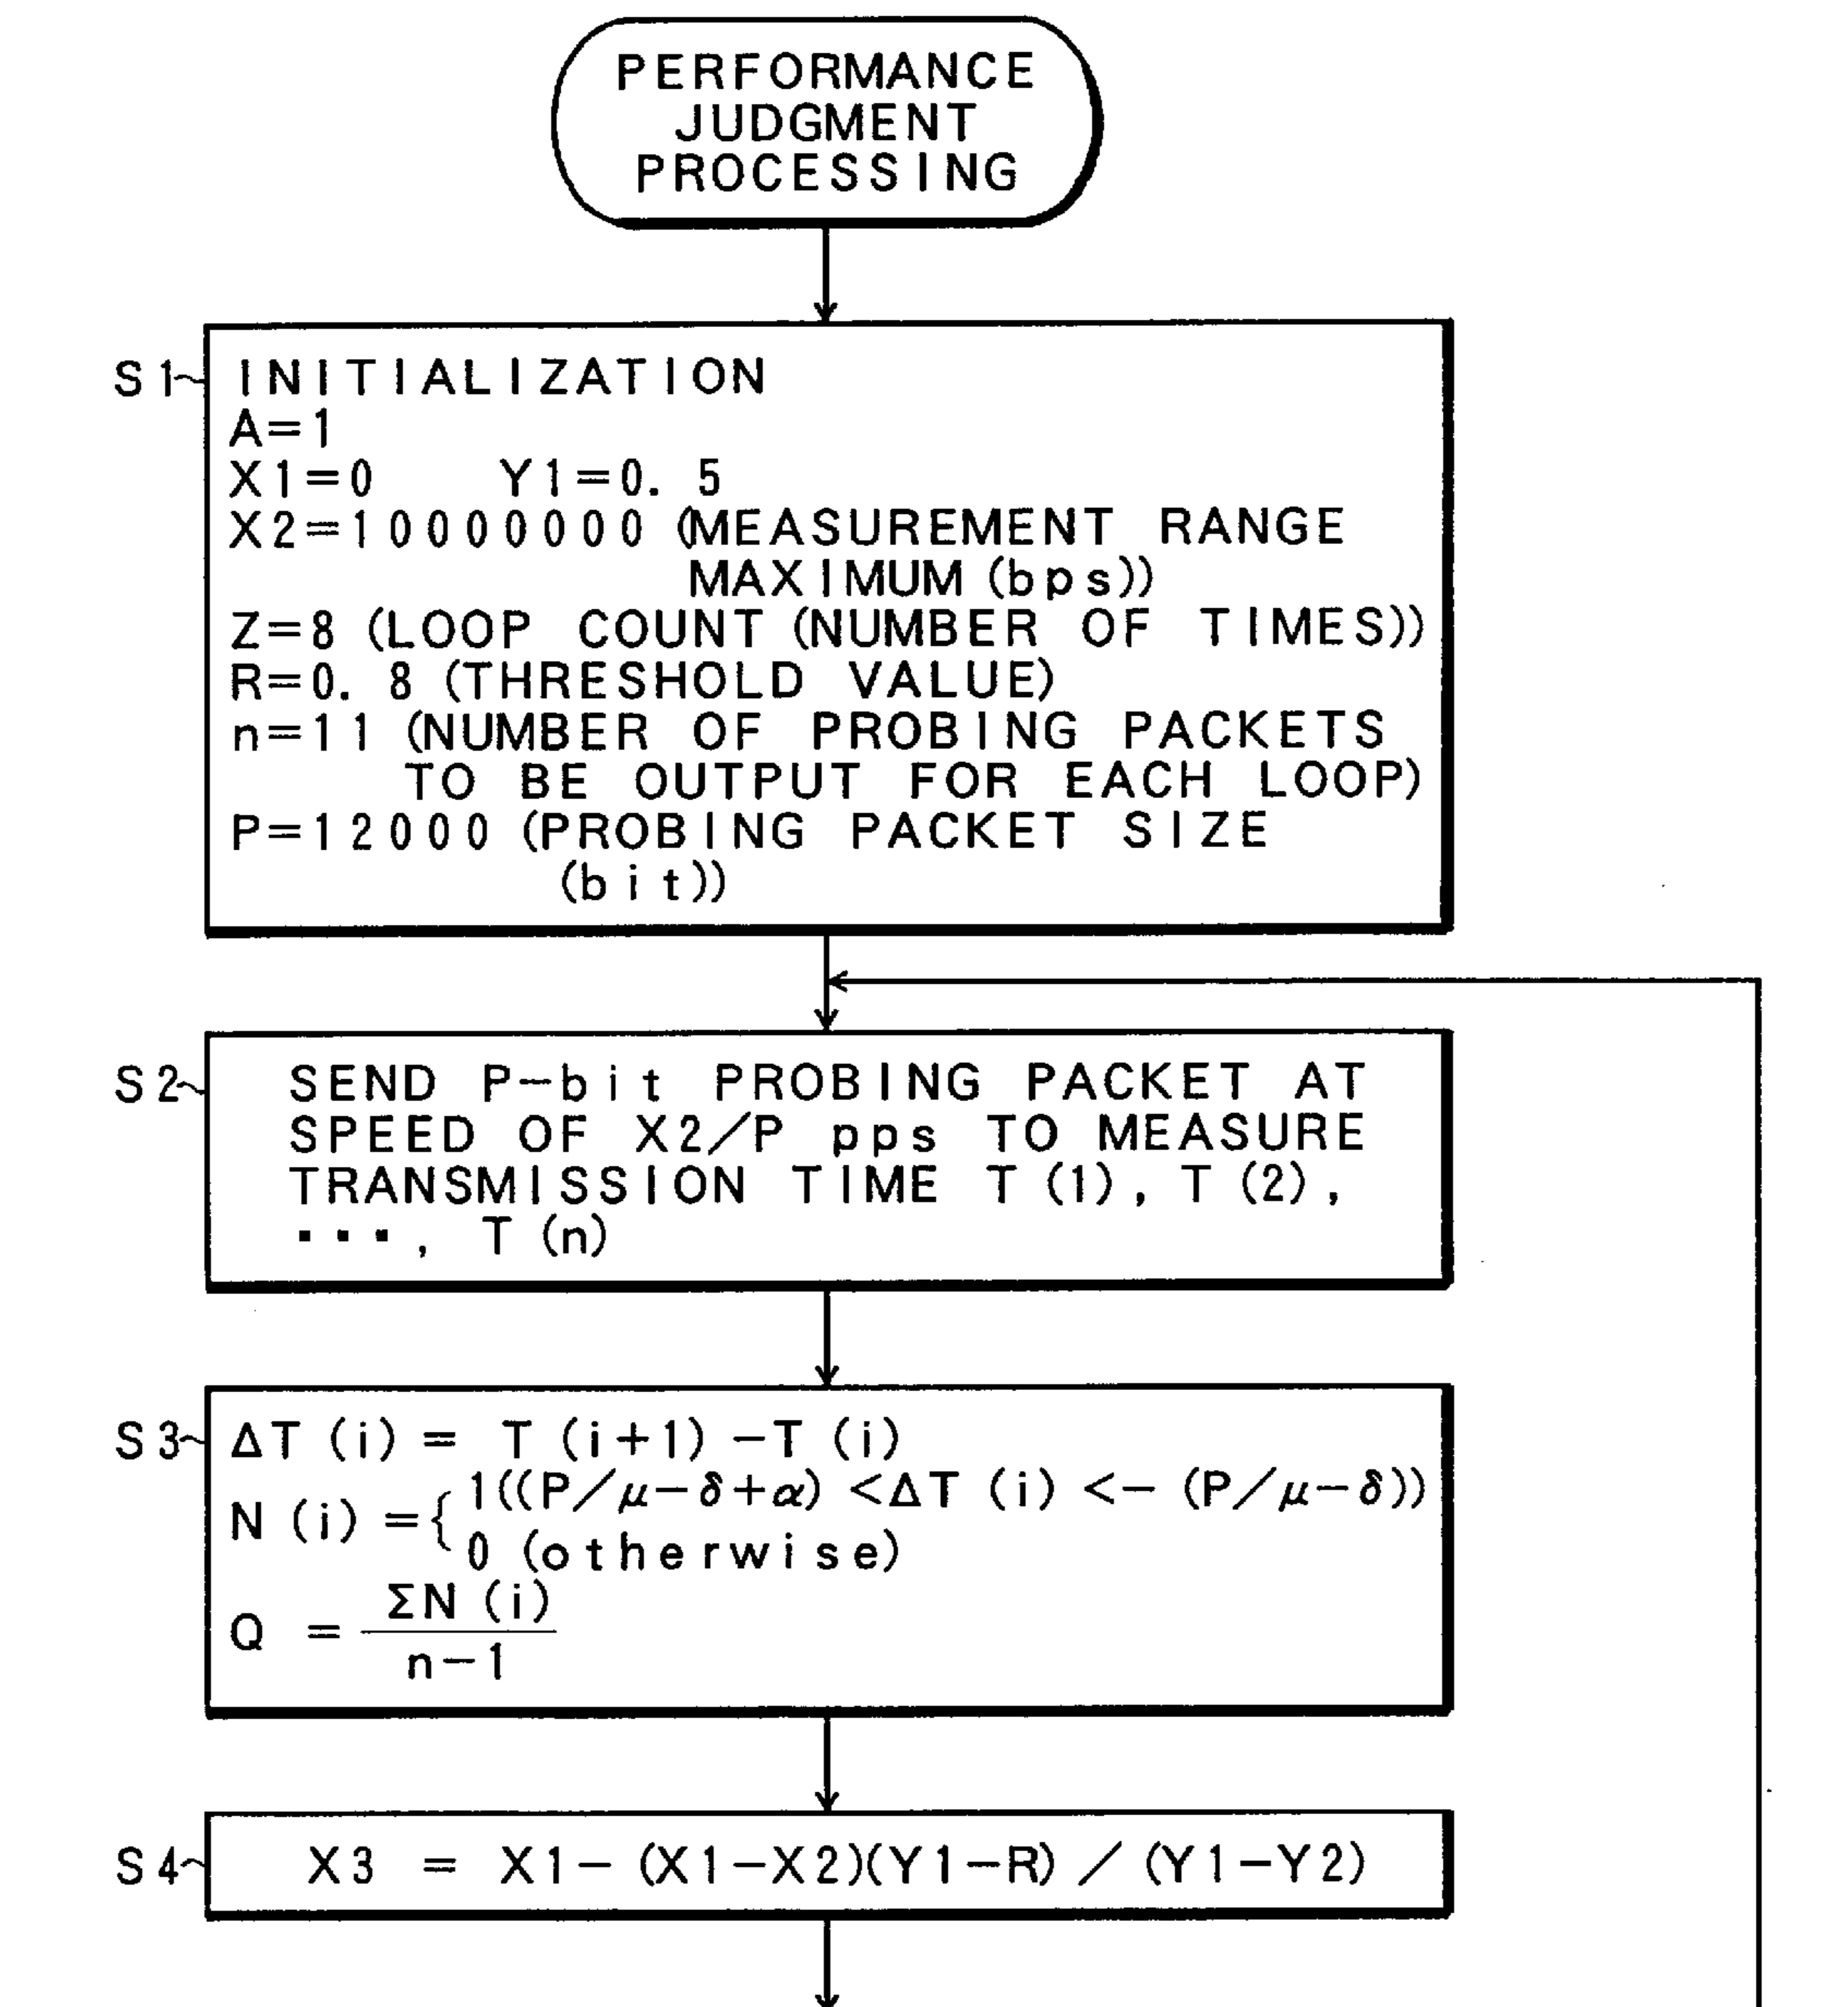 PERFORMANCE
JUDGMENT
PROCESSING
S1 INITIALIZATION
A=1
X1=0 Y1=0.5
X2=10000000 (MEASUREMENT RANGE
MAXIMUM (bps))
Z=8 (LOOP COUNT (NUMBER OF TIMES))
R=0.8 (THRESHOLD VALUE)
n=11 (NUMBER OF PROBING PACKETS
TO BE OUTPUT FOR EACH LOOP)
P=12000 (PROBING PACKET SIZE
(bit))
S2 SEND P-bit PROBING PACKET AT
SPEED OF X2/P pps TO MEASURE
TRANSMISSION TIME T(1), T(2),
▪▪▪, T(n)
S3 ΔT(i) = T(i+1)-T(i)
N(i)={ 1((P/μ-δ+α)<ΔT(i)<-(P/μ-δ))
0 (otherwise)
Q = ΣN(i)
n-1
S4 X3 = X1-(X1-X2)(Y1-R)/(Y1-Y2)